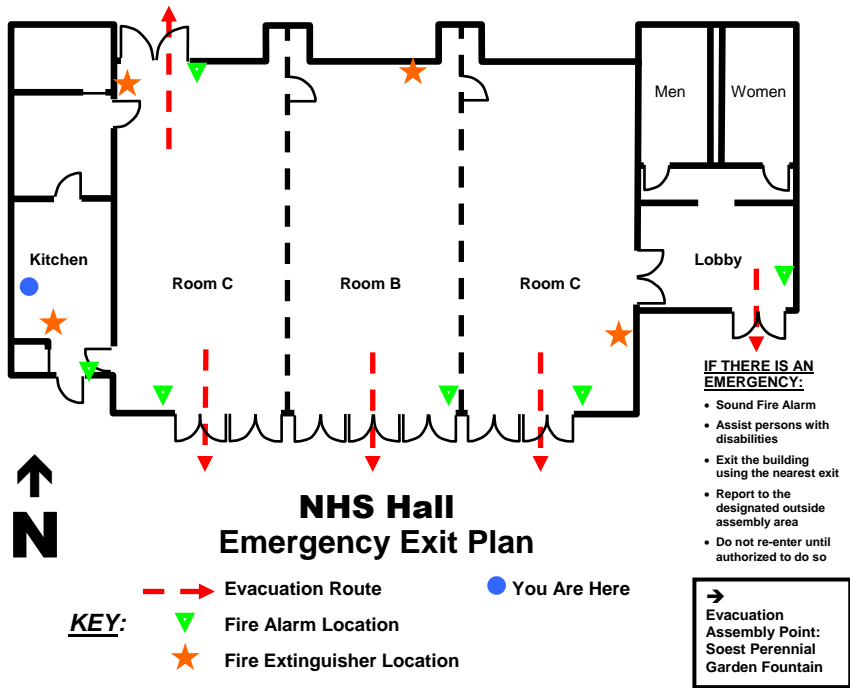 Men
Women
Kitchen
Room C
Room B
Room C
Lobby
IF THERE IS AN
EMERGENCY:
• Sound Fire Alarm
• Assist persons with
disabilities
• Exit the building
using the nearest exit
• Report to the
designated outside
assembly area
• Do not re-enter until
authorized to do so
N
NHS Hall
Emergency Exit Plan
KEY:
Evacuation Route
You Are Here
Fire Alarm Location
Fire Extinguisher Location
→
Evacuation
Assembly Point:
Soest Perennial
Garden Fountain